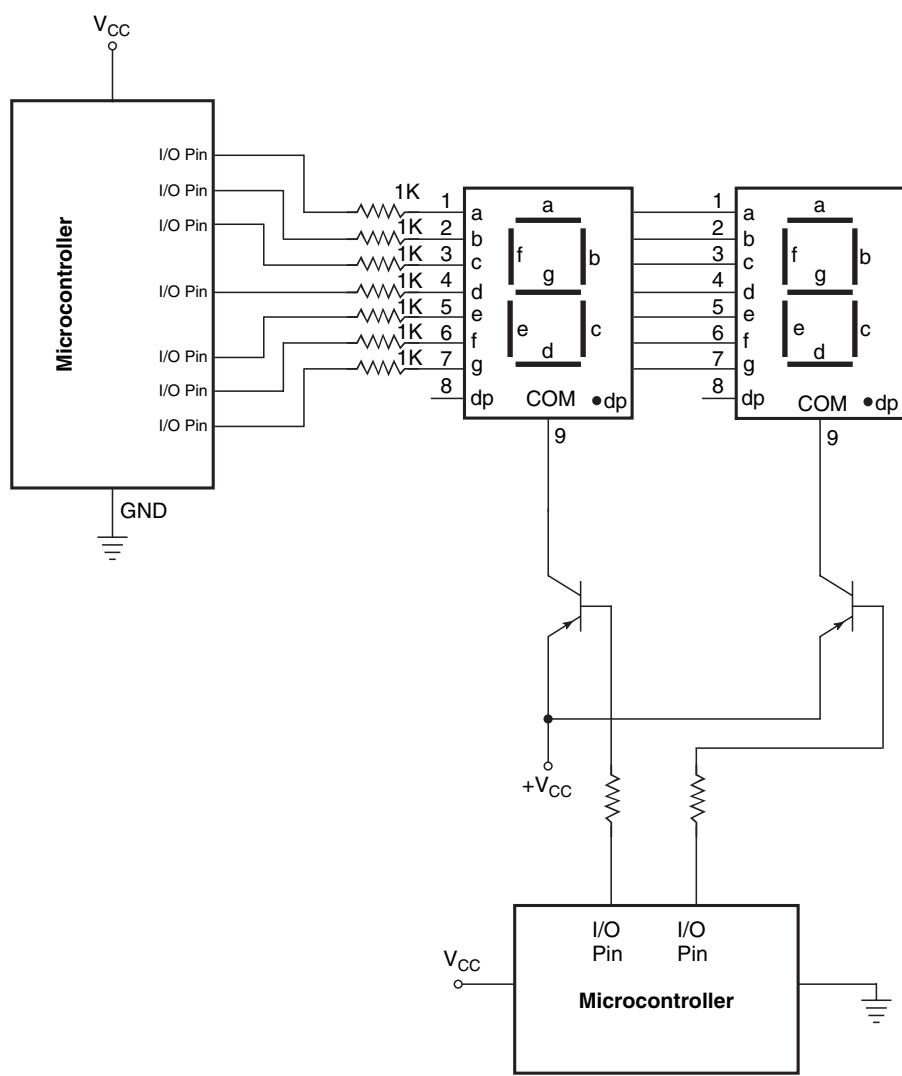 VCC
Microcontroller
I/O Pin
I/O Pin
I/O Pin
I/O Pin
I/O Pin
I/O Pin
I/O Pin
GND
1K
1K
1K
1K
1K
1K
1K
1
2
3
4
5
6
7
8
a
b
c
d
e
f
g
dp
a
f
b
g
e
c
d
COM
dp
9
1
2
3
4
5
6
7
8
a
b
c
d
e
f
g
dp
a
f
b
g
e
c
d
COM
dp
9
+VCC
I/O
Pin
I/O
Pin
VCC
Microcontroller